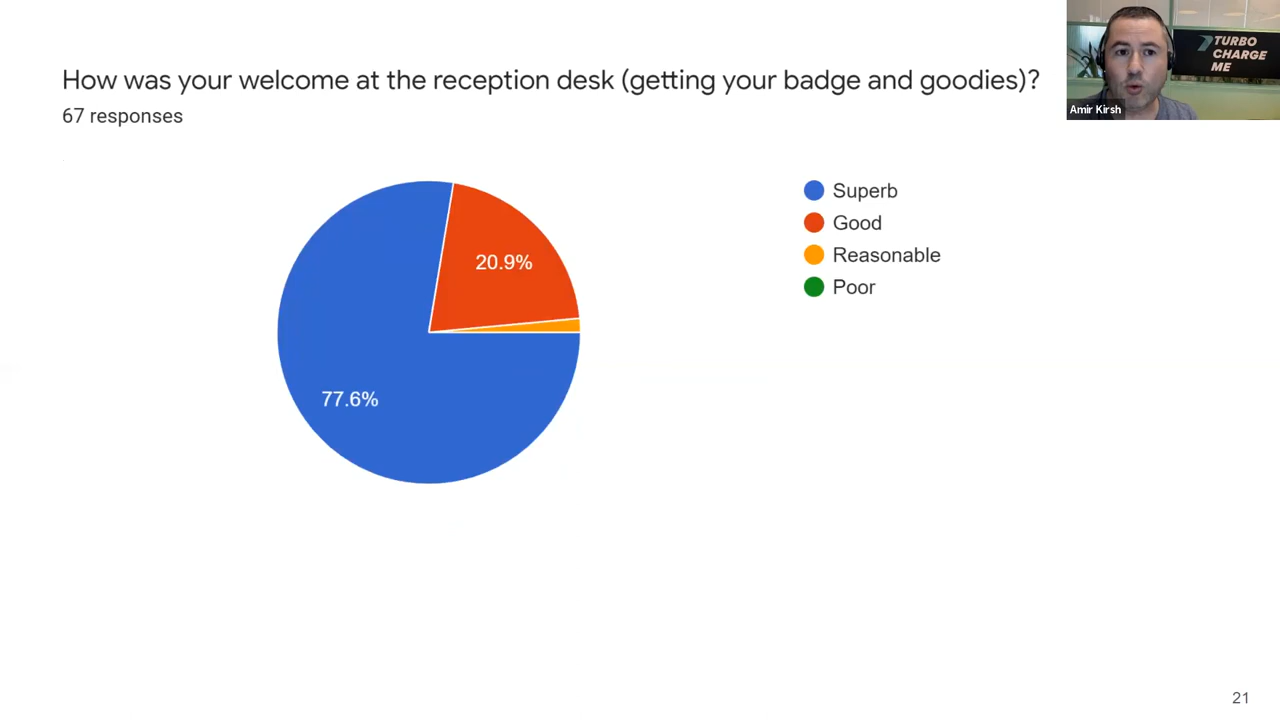 How was your welcome at the reception desk (getting your badge and goodies)?
67 responses
TURBO
CHARGE
ME
Amir Kirsh
Superb
Good
Reasonable
Poor
20.9%
77.6%
21